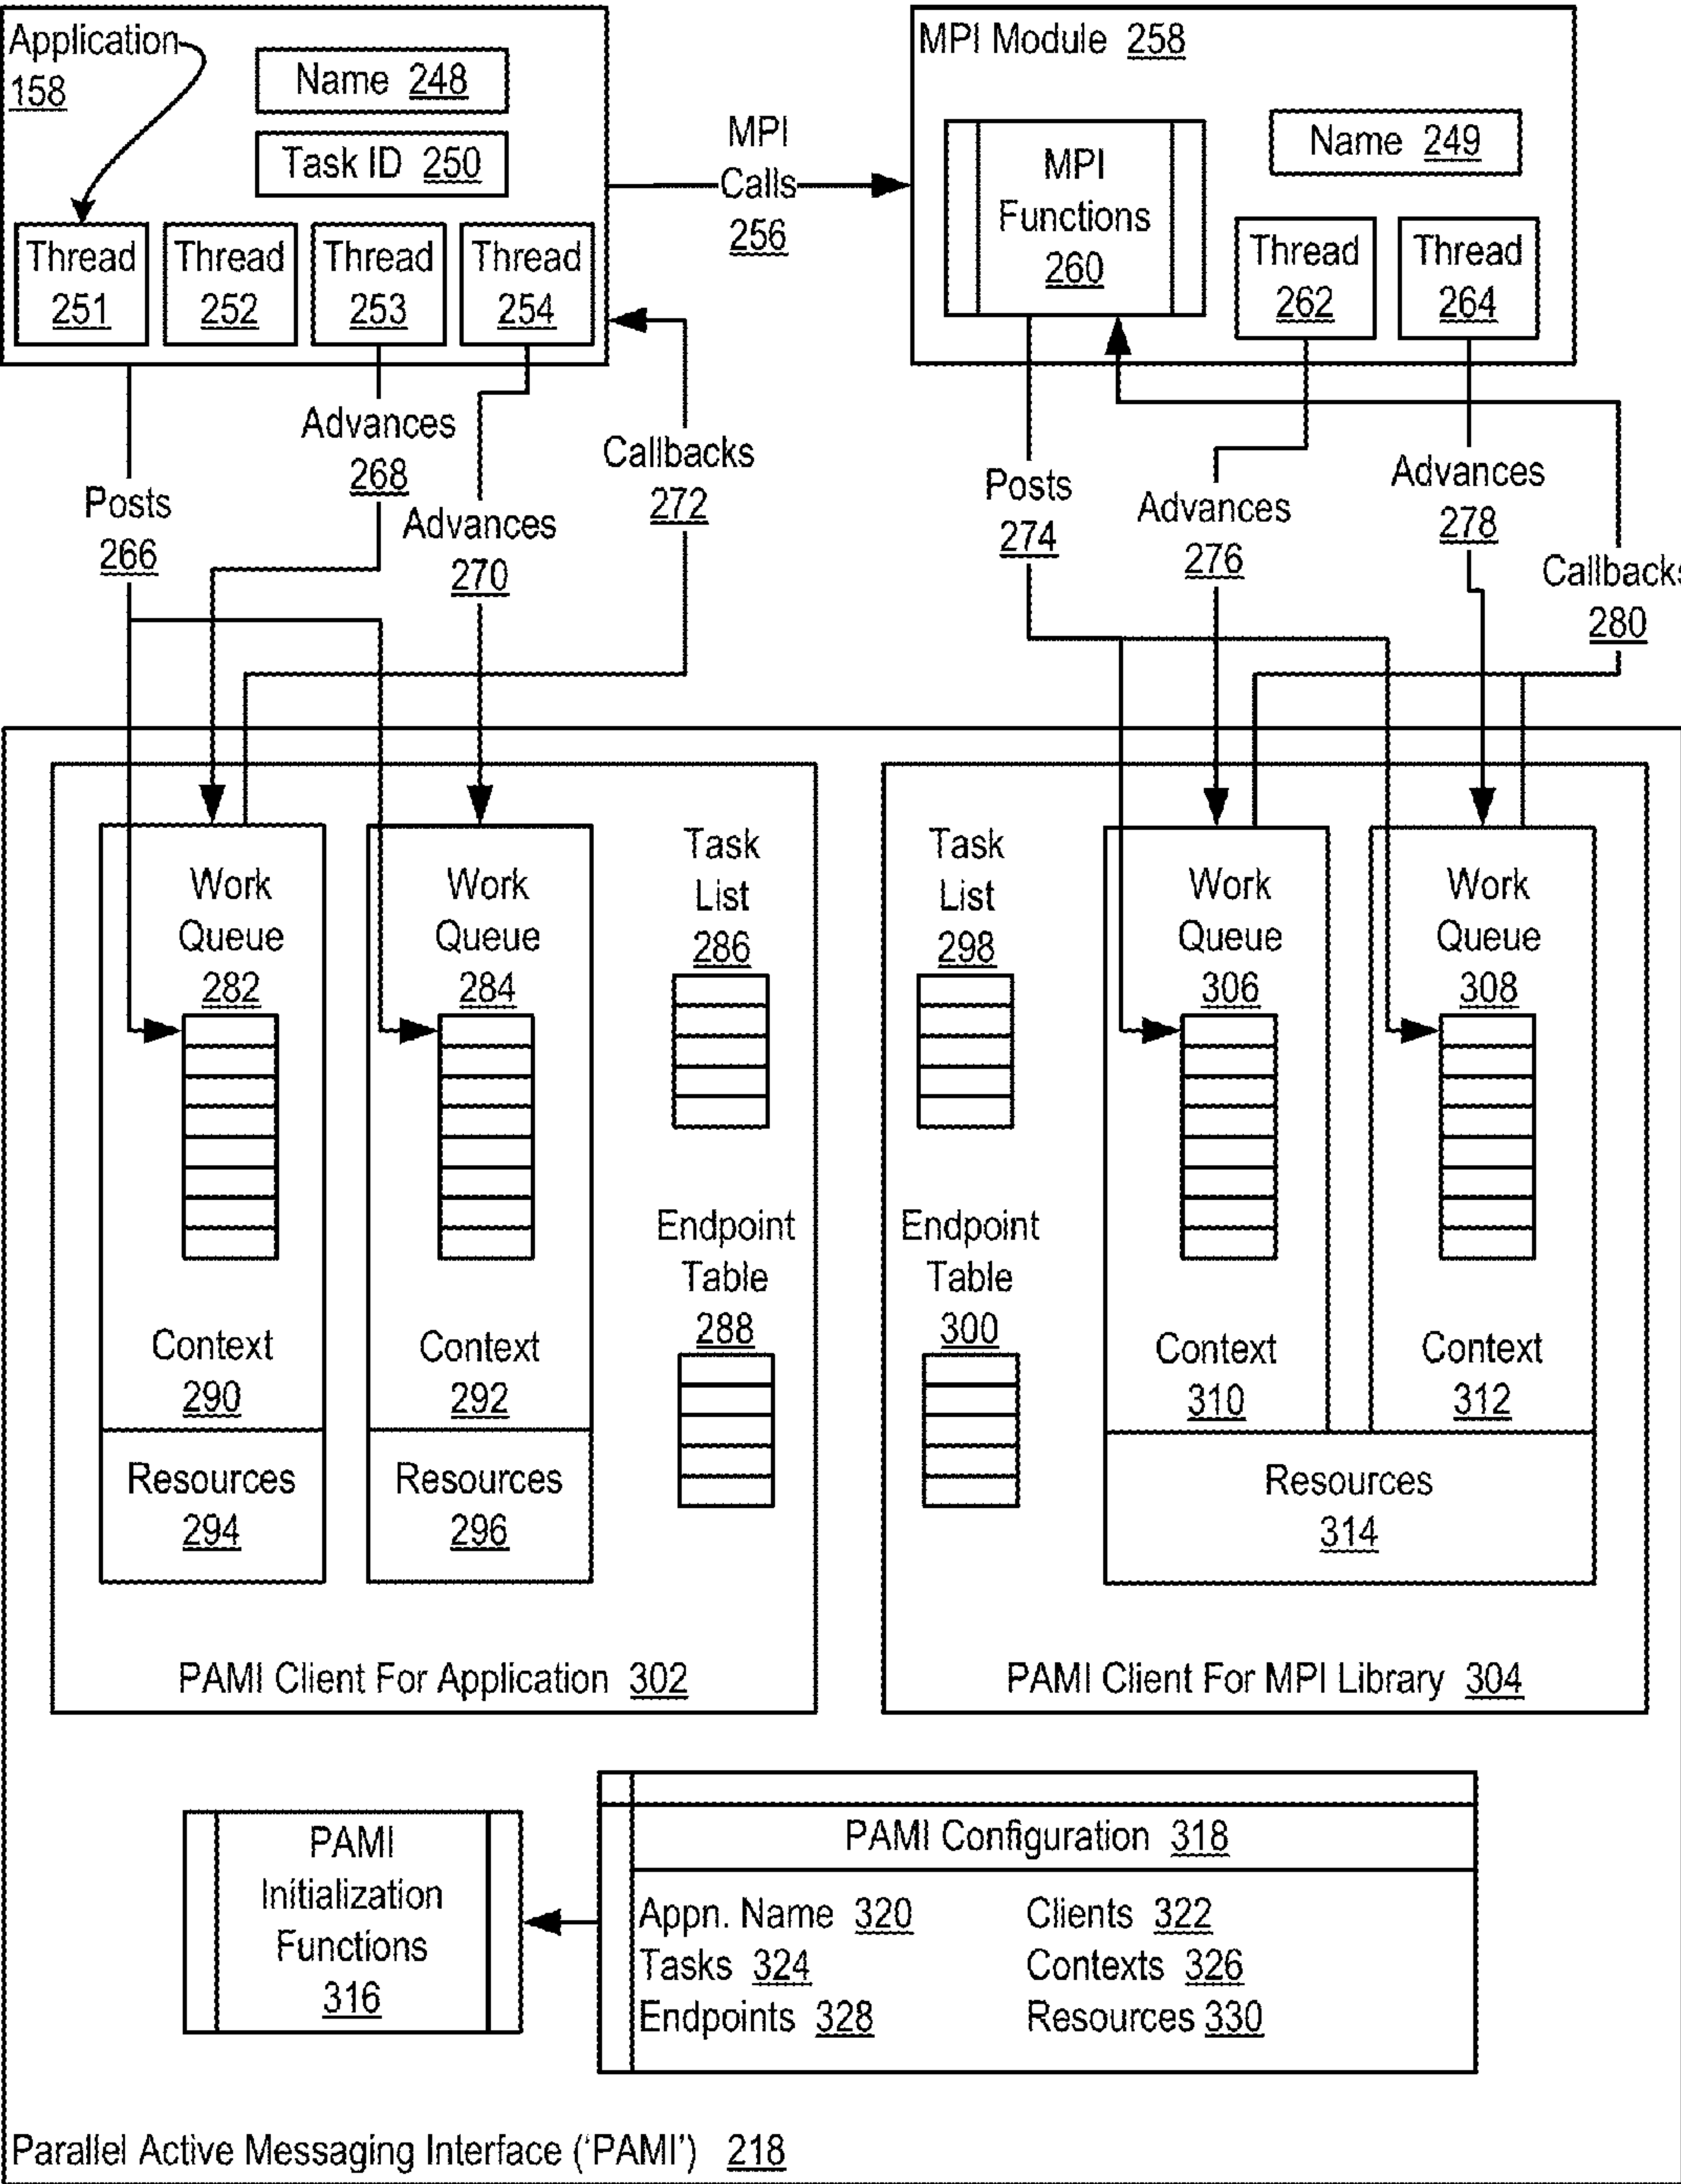 Application
158
Name 248
Task ID 250
Thread
251
Thread
252
Thread
253
Thread
254
MPI
Calls
256
MPI Module 258
MPI
Functions
260
Name 249
Thread
262
Thread
264
Posts
266
Advances
268
Advances
270
Callbacks
272
Posts
274
Advances
276
Advances
278
Callbacks
280
Work
Queue
282
Context
290
Resources
294
Work
Queue
284
Context
292
Resources
296
Task
List
286
Endpoint
Table
288
PAMI Client For Application 302
Task
List
298
Endpoint
Table
300
Work
Queue
306
Context
310
Work
Queue
308
Context
312
Resources
314
PAMI Client For MPI Library 304
PAMI
Initialization
Functions
316
PAMI Configuration 318
Appn. Name 320 Clients 322
Tasks 324 Contexts 326
Endpoints 328 Resources 330
Parallel Active Messaging Interface (‘PAMI’) 218